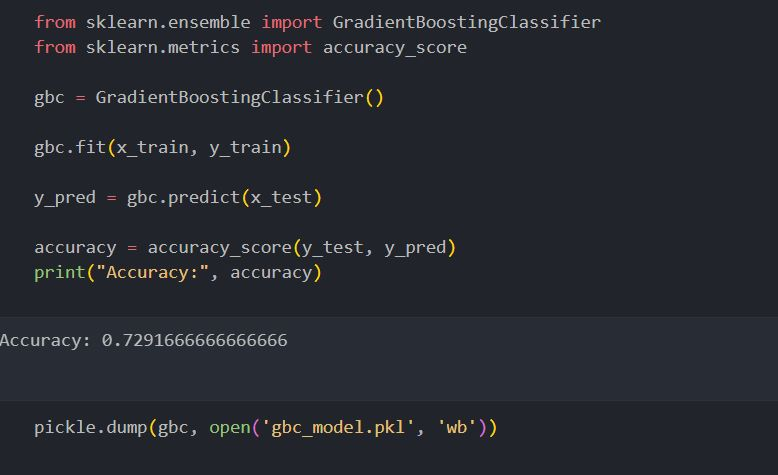 from sklearn.ensemble import GradientBoostingClassifier
from sklearn.metrics import accuracy_score
gbc = GradientBoostingClassifier()
gbc.fit(x_train, y_train)
y_pred = gbc.predict(x_test)
accuracy = accuracy_score(y_test, y_pred)
print("Accuracy:", accuracy)
Accuracy: 0.7291666666666666
pickle.dump(gbc, open('gbc_model.pkl', 'wb'))